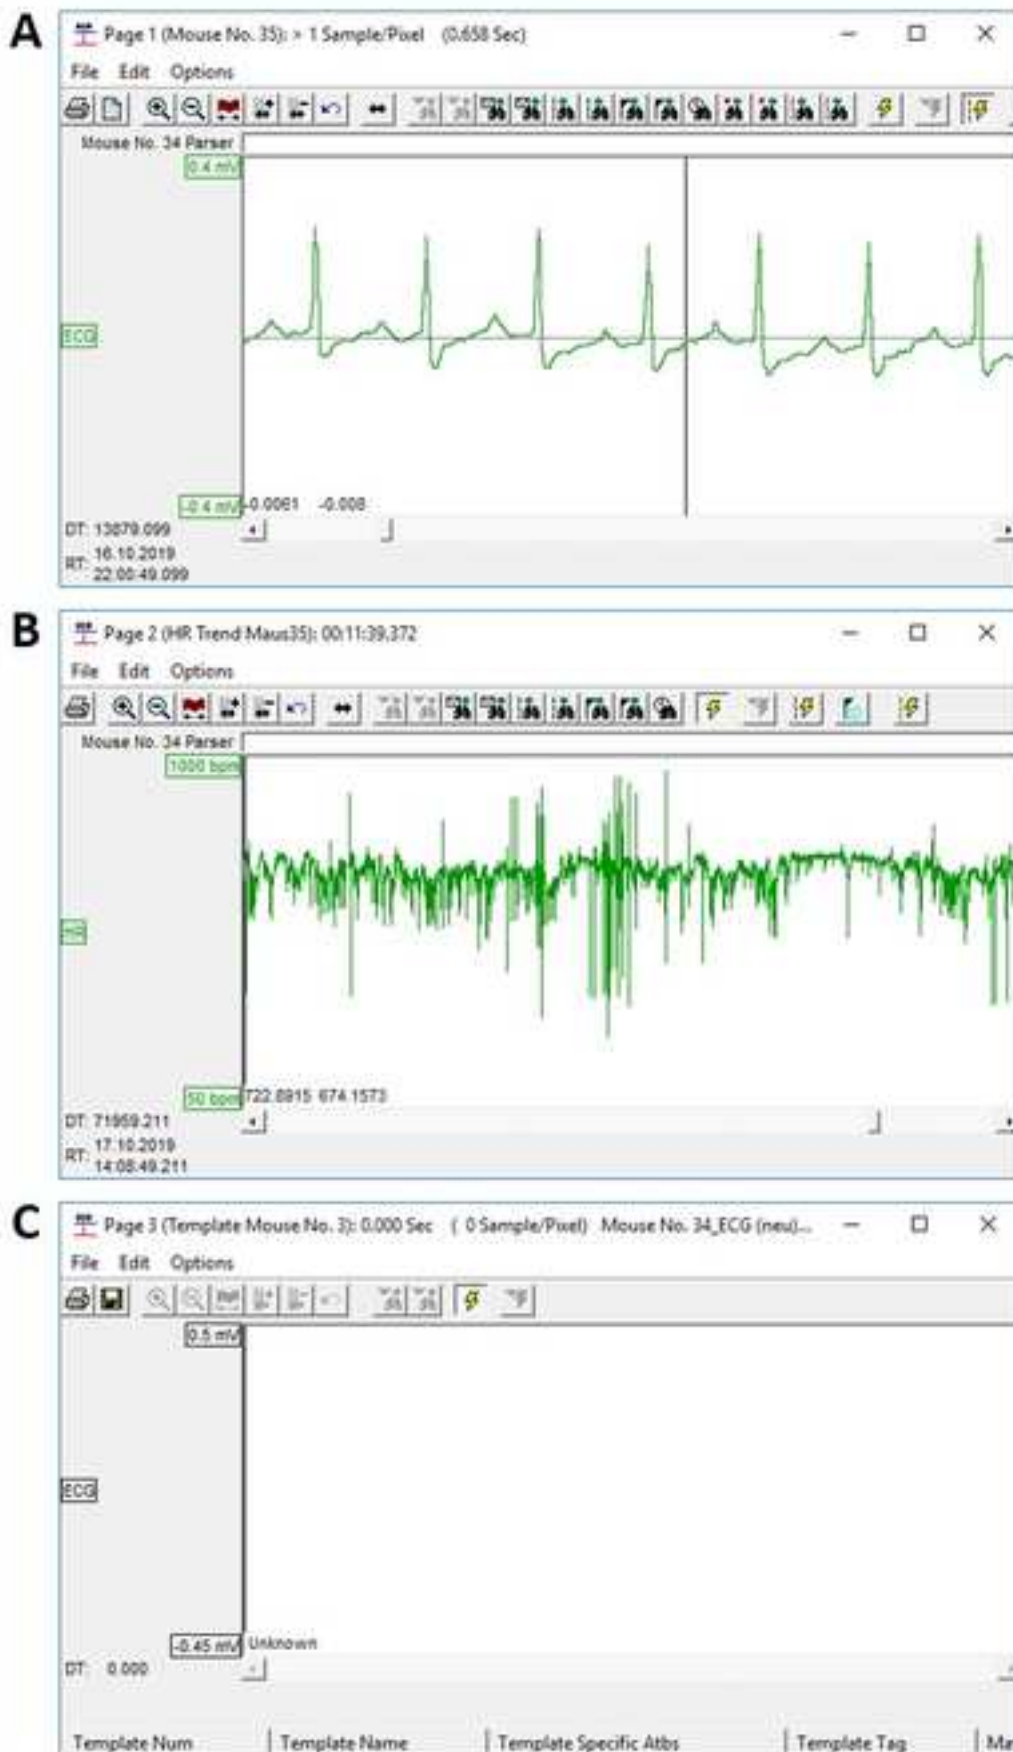 A
Page 1 (Mouse No. 35): > 1 Sample/Pixel (0.658 Sec)
File Edit Options
Mouse No. 34 Parser
0.4 mV
ECG
-0.4 mV -0.0061 -0.008
DT: 13879.099
RT: 16.10.2019
22:00:49.099
B
Page 2 (HR Trend Maus35): 00:11:39.372
File Edit Options
Mouse No. 34 Parser
1000 bpm
50 bpm 722.8915 674.1573
DT: 71959.211
RT: 17.10.2019
14:08:49.211
C
Page 3 (Template Mouse No. 3): 0.000 Sec ( 0 Sample/Pixel) Mouse No. 34_ECG (neu)...
File Edit Options
0.5 mV
ECG
-0.45 mV Unknown
DT: 0.000
Template Num Template Name Template Specific Atbs Template Tag Ma